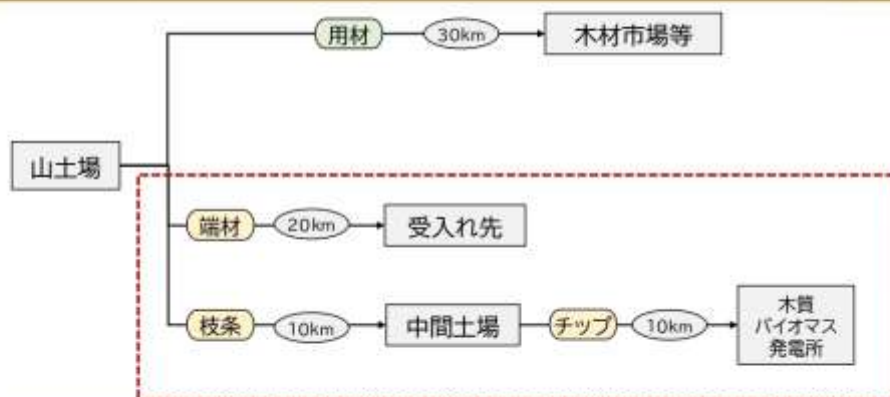 用材
30km
木材市場等
山土場
端材
20km
受入れ先
枝条
10km
中間土場
チップ
10km
木質
バイオマス
発電所